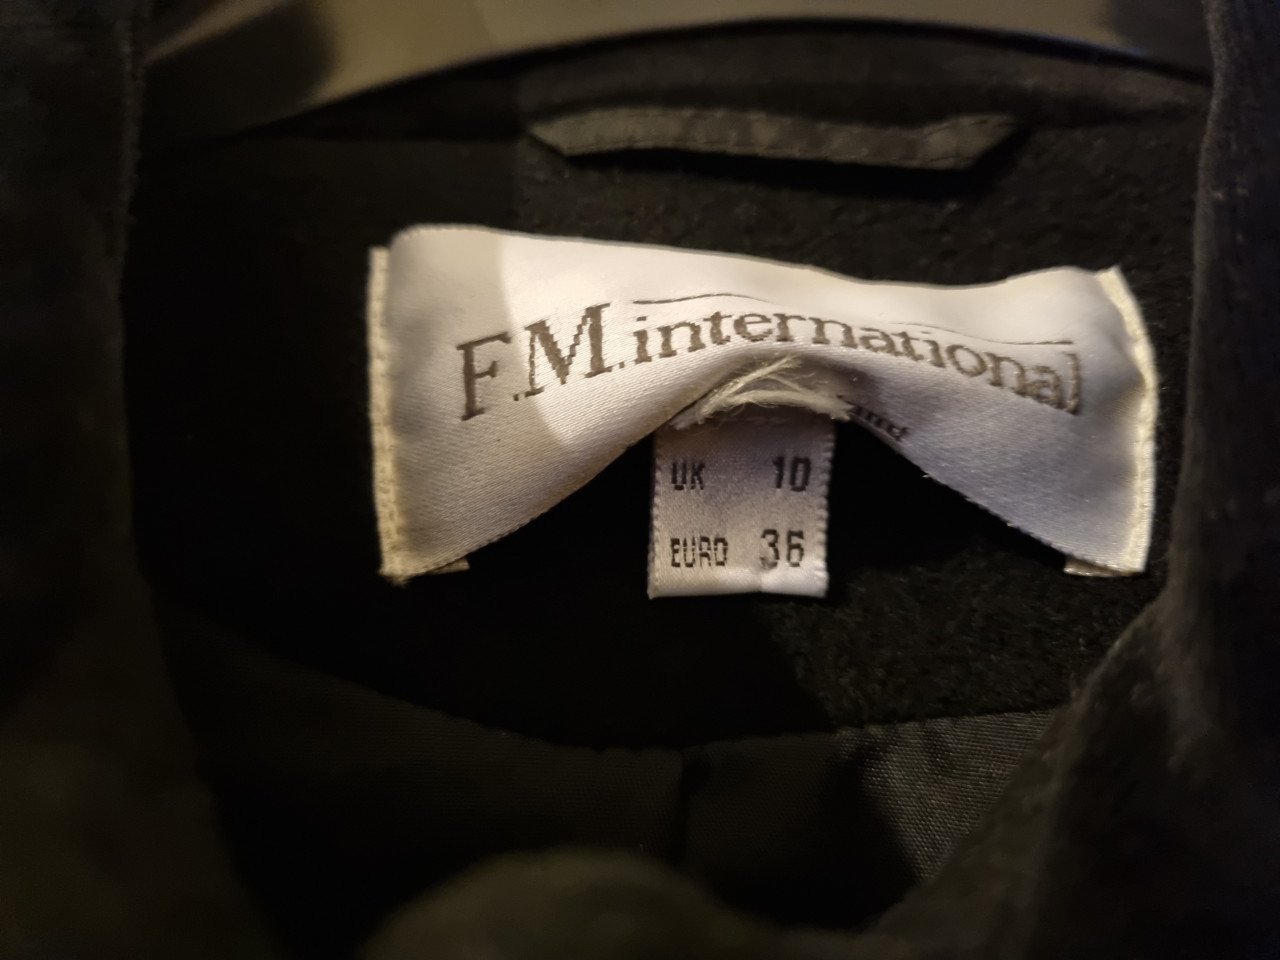 F.M.international
UK 10
EURO 36